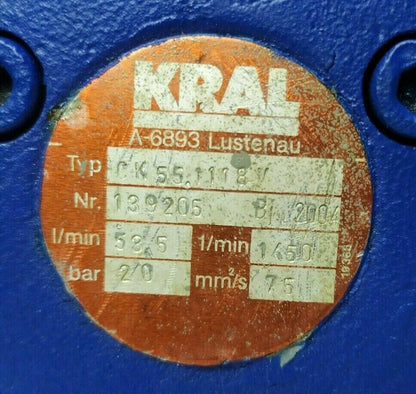 KRAL
A-6893 Lustenau
Typ CK 55.1118 V
Nr. 139205 Bj. 2004
l/min 58.5 1/min 1450
bar 20 mm²/s 75